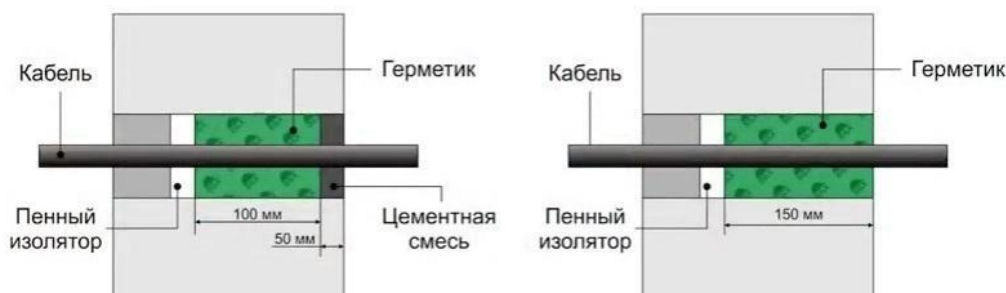 Кабель
Герметик
Пенный
изолятор
100 мм
50 мм
Цементная
смесь
Кабель
Герметик
Пенный
изолятор
150 мм